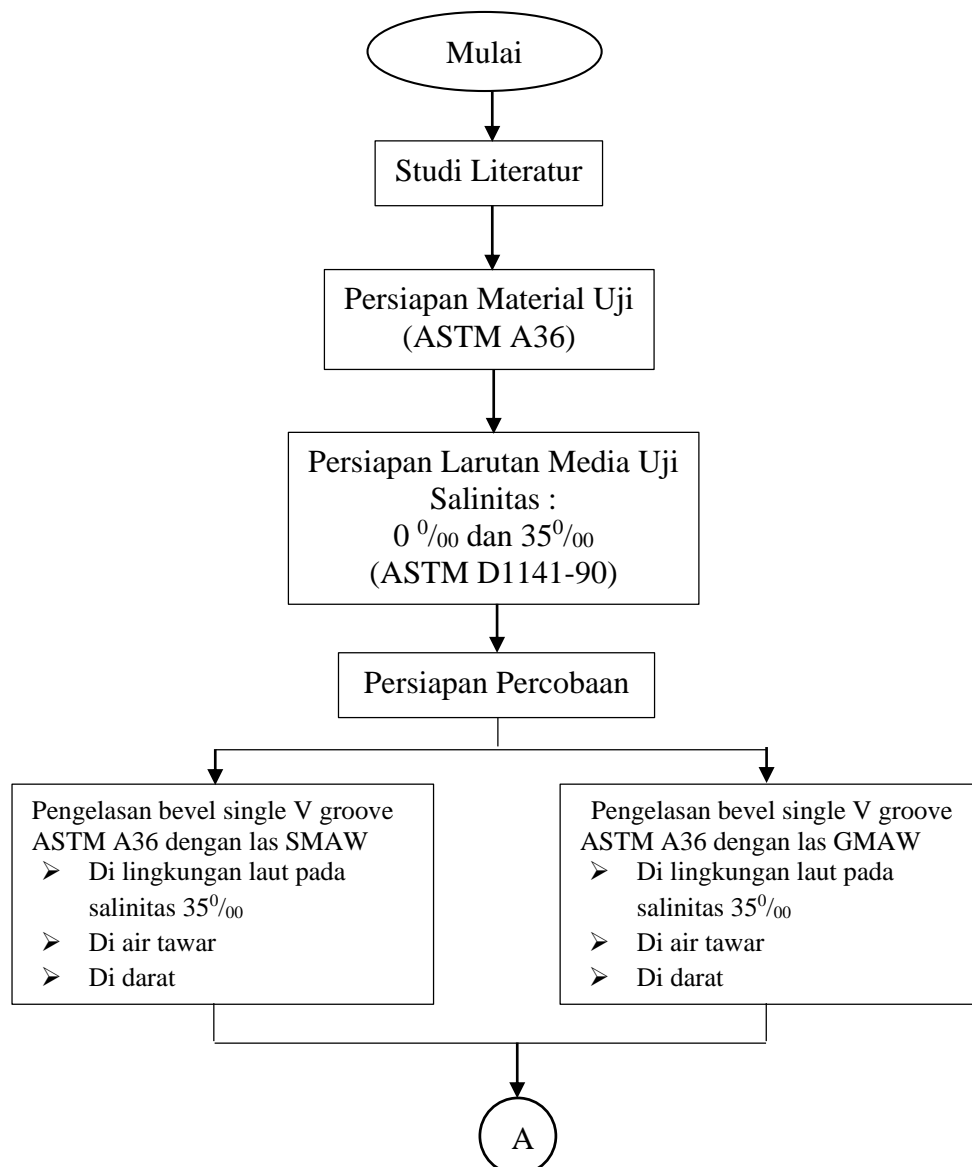 Mulai
Studi Literatur
Persiapan Material Uji
(ASTM A36)
Persiapan Larutan Media Uji
Salinitas :
0 ⁰/₀₀ dan 35⁰/₀₀
(ASTM D1141-90)
Persiapan Percobaan
Pengelasan bevel single V groove
ASTM A36 dengan las SMAW
➢ Di lingkungan laut pada
salinitas 35⁰/₀₀
➢ Di air tawar
➢ Di darat
Pengelasan bevel single V groove
ASTM A36 dengan las GMAW
➢ Di lingkungan laut pada
salinitas 35⁰/₀₀
➢ Di air tawar
➢ Di darat
A